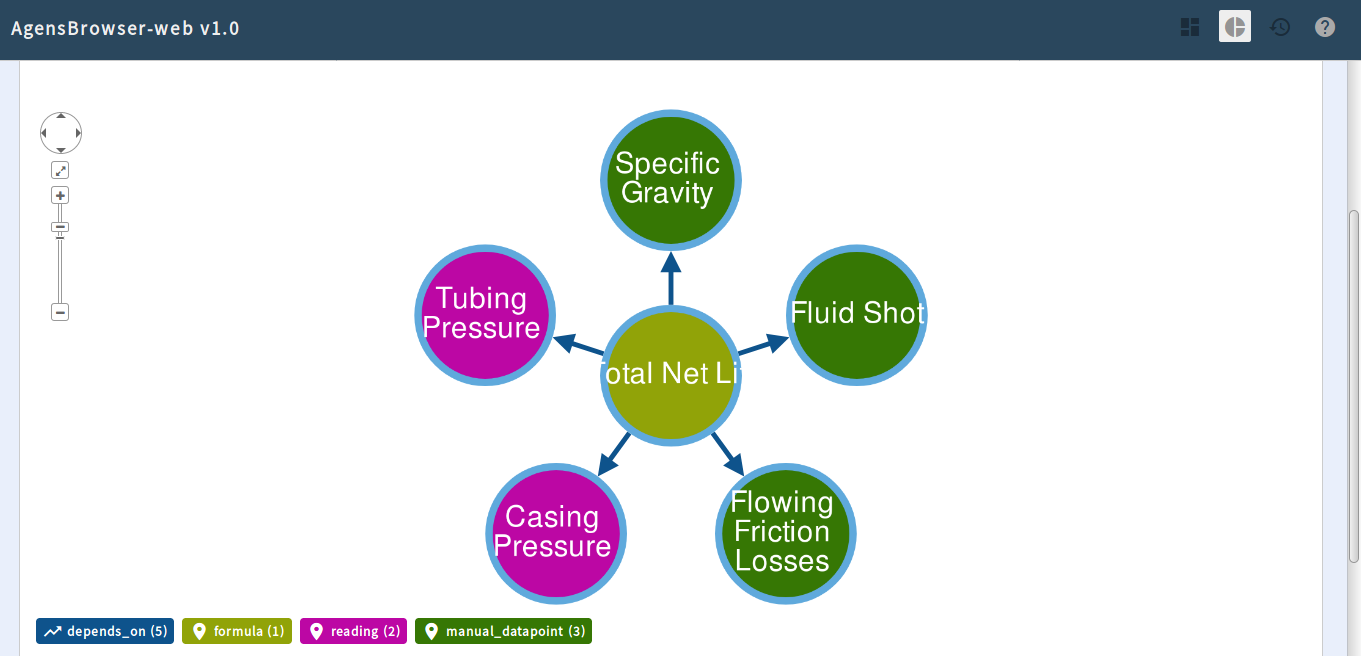 AgensBrowser-web v1.0
Specific
Gravity
Tubing
Pressure
Fluid Shot
otal Net Li
Casing
Pressure
Flowing
Friction
Losses
depends_on (5)
formula (1)
reading (2)
manual_datapoint (3)